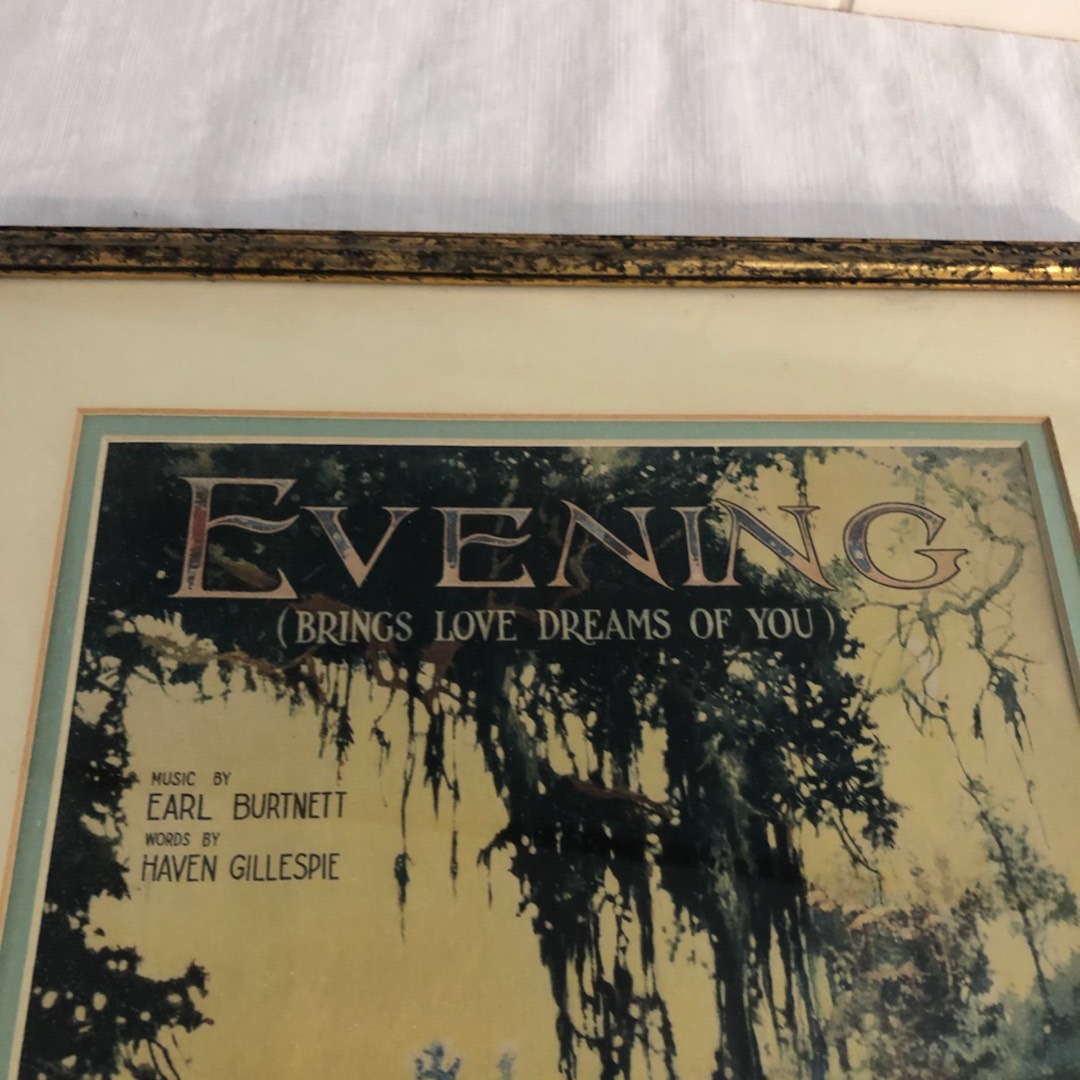 EVENING
(BRINGS LOVE DREAMS OF YOU)
MUSIC BY
EARL BURTNETT
WORDS BY
HAVEN GILLESPIE